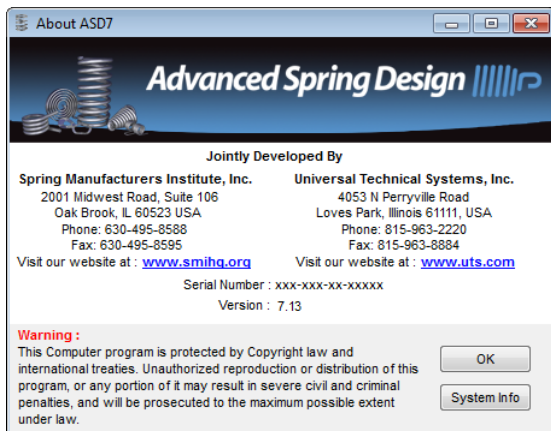 About ASD7
Advanced Spring Design
Jointly Developed By
Spring Manufacturers Institute, Inc.
2001 Midwest Road, Suite 106
Oak Brook, IL 60523 USA
Phone: 630-495-8588
Fax: 630-495-8595
Visit our website at : www.smihq.org
Universal Technical Systems, Inc.
4053 N Perryville Road
Loves Park, Illinois 61111, USA
Phone: 815-963-2220
Fax: 815-963-8884
Visit our website at : www.uts.com
Serial Number : xxx-xxx-xx-xxxxx
Version : 7.13
Warning :
This Computer program is protected by Copyright law and
international treaties. Unauthorized reproduction or distribution of this
program, or any portion of it may result in severe civil and criminal
penalties, and will be prosecuted to the maximum possible extent
under law.
OK
System Info